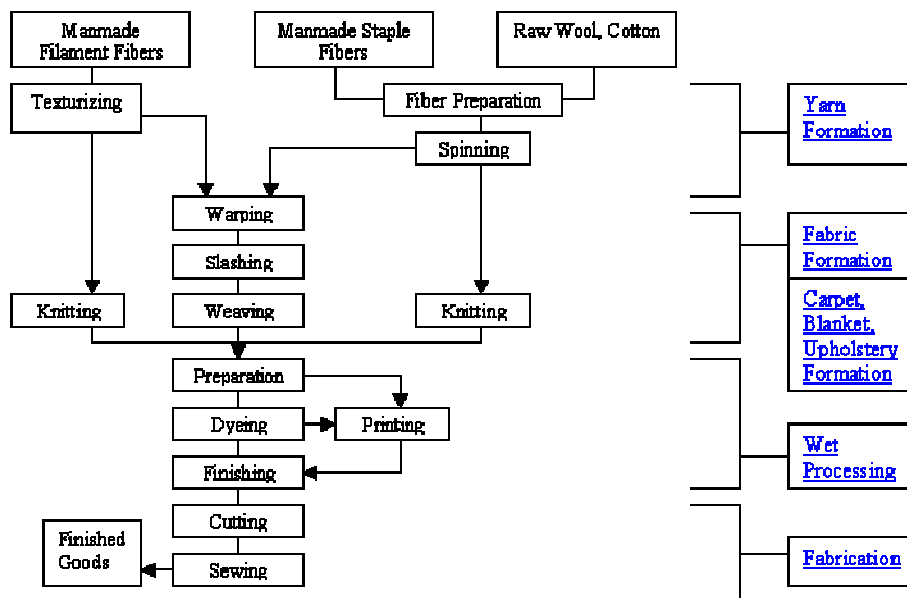 Manmade
Filament Fibers
Manmade Staple
Fibers
Raw Wool, Cotton
Texturizing
Fiber Preparation
Yarn
Formation
Spinning
Warping
Fabric
Formation
Slashing
Knitting
Weaving
Knitting
Carpet,
Blanket,
Upholstery
Formation
Preparation
Dyeing
Printing
Wet
Processing
Finishing
Cutting
Finished
Goods
Sewing
Fabrication